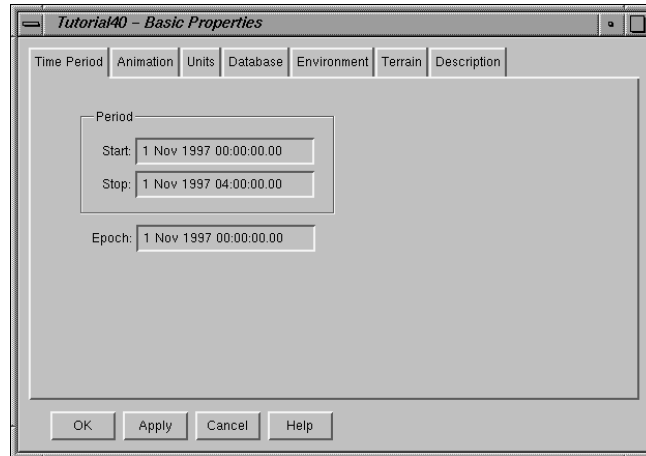 Tutorial40 – Basic Properties
Time Period Animation Units Database Environment Terrain Description
Period
Start: 1 Nov 1997 00:00:00.00
Stop: 1 Nov 1997 04:00:00.00
Epoch: 1 Nov 1997 00:00:00.00
OK Apply Cancel Help